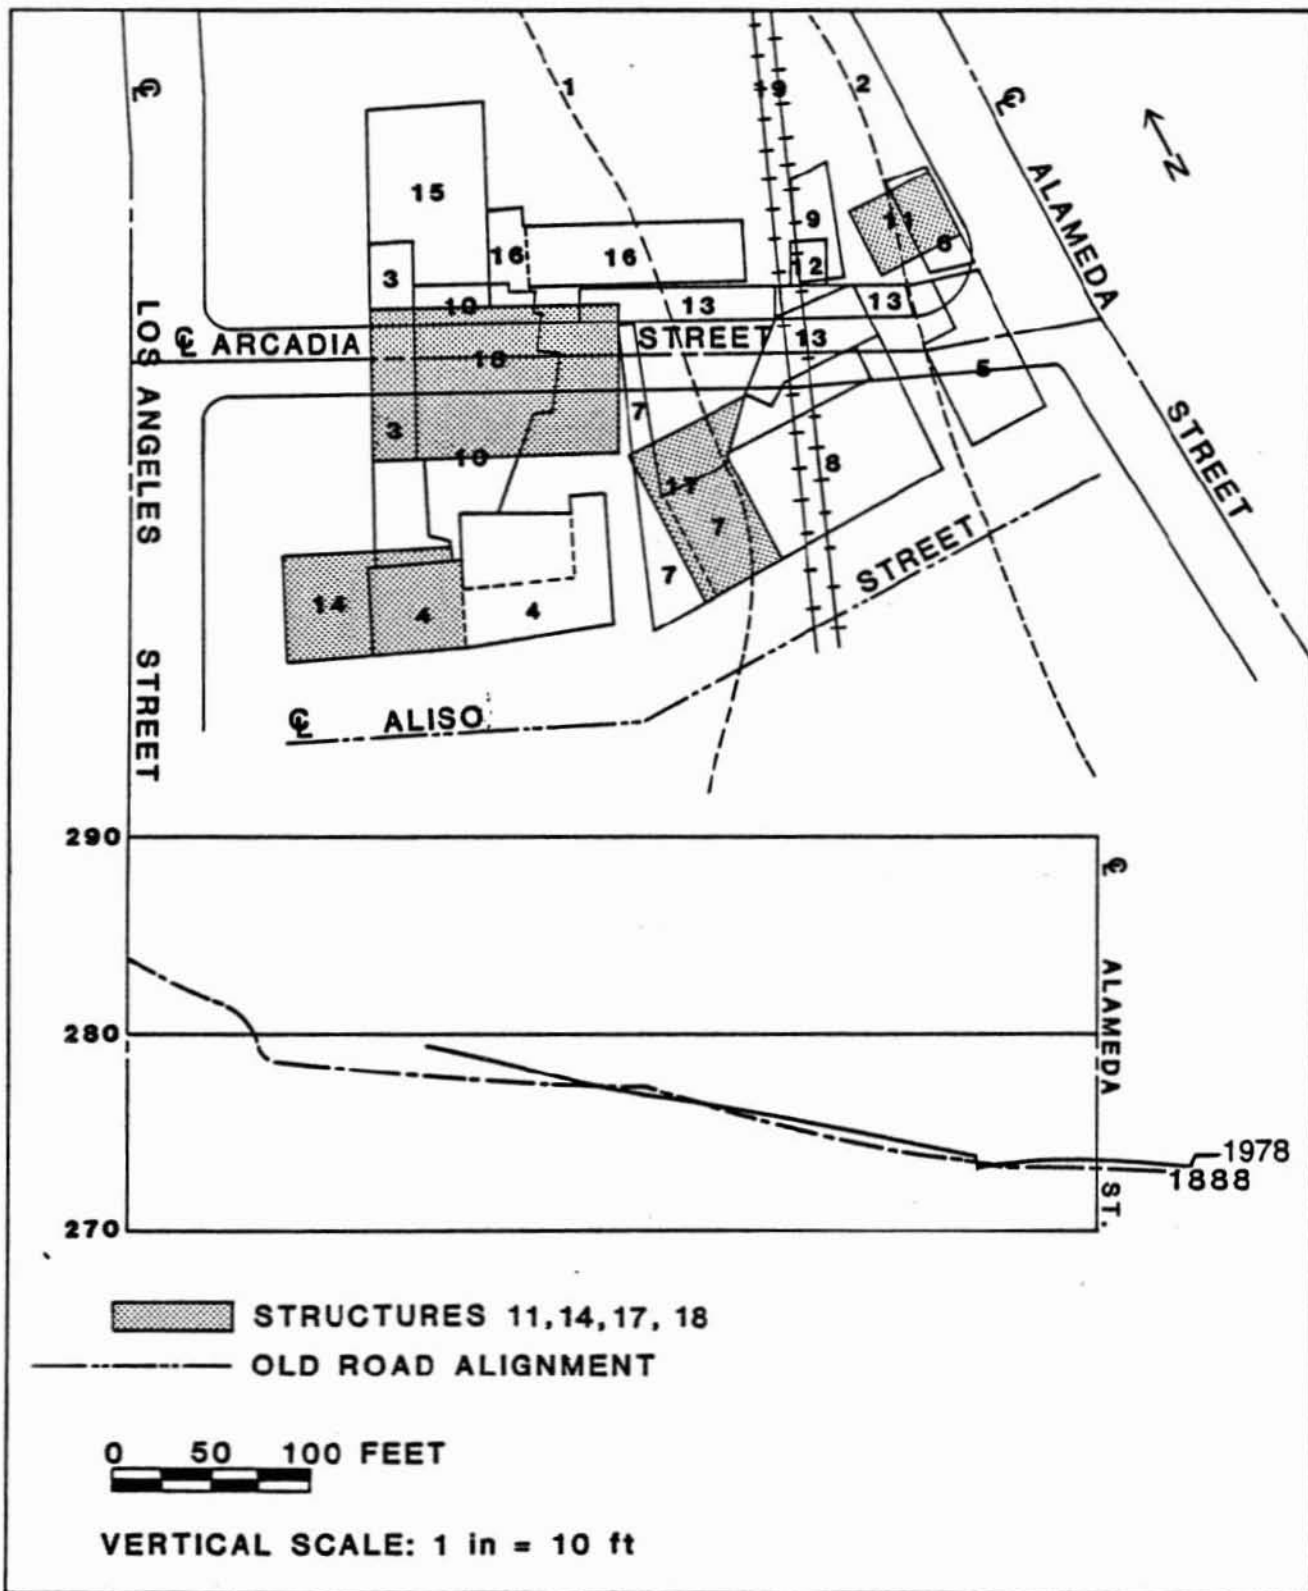 ℄
1
19
2
℄
N
ALAMEDA
STREET
15
9
11
3
16
16
12
6
10
13
13
LOS ANGELES
STREET
℄ ARCADIA
STREET
18
13
5
7
3
10
8
17
7
STREET
14
4
4
7
℄ ALISO
290
℄
ALAMEDA
ST.
280
1978
1888
270
STRUCTURES 11,14,17, 18
OLD ROAD ALIGNMENT
0 50 100 FEET
VERTICAL SCALE: 1 in = 10 ft